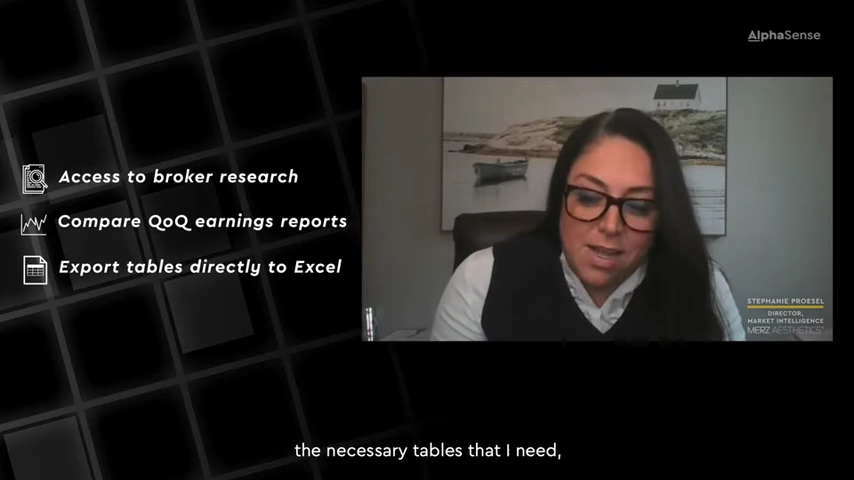 AlphaSense
Access to broker research
Compare QoQ earnings reports
Export tables directly to Excel
STEPHANIE PROESEL
DIRECTOR,
MARKET INTELLIGENCE
MERZ AESTHETICS
the necessary tables that I need,